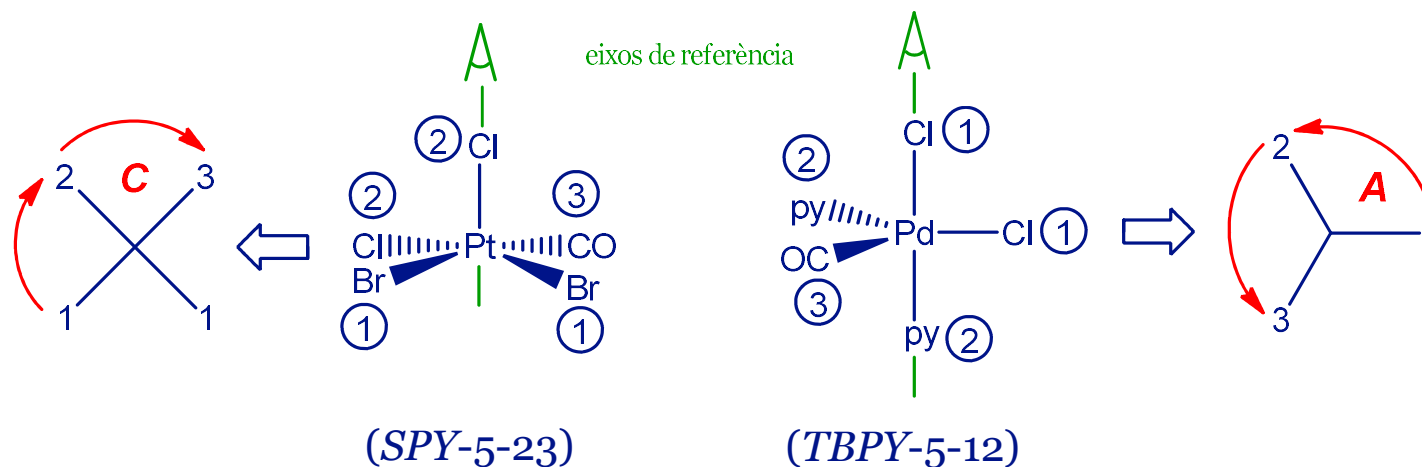 eixos de referència
2 Cl 2 3 Cl Pt CO Br Br 1 1
2 C 3 1 1
Cl 1 2 py Pd Cl 1 OC 3 py 2
2 A 3
(SPY-5-23)
(TBPY-5-12)